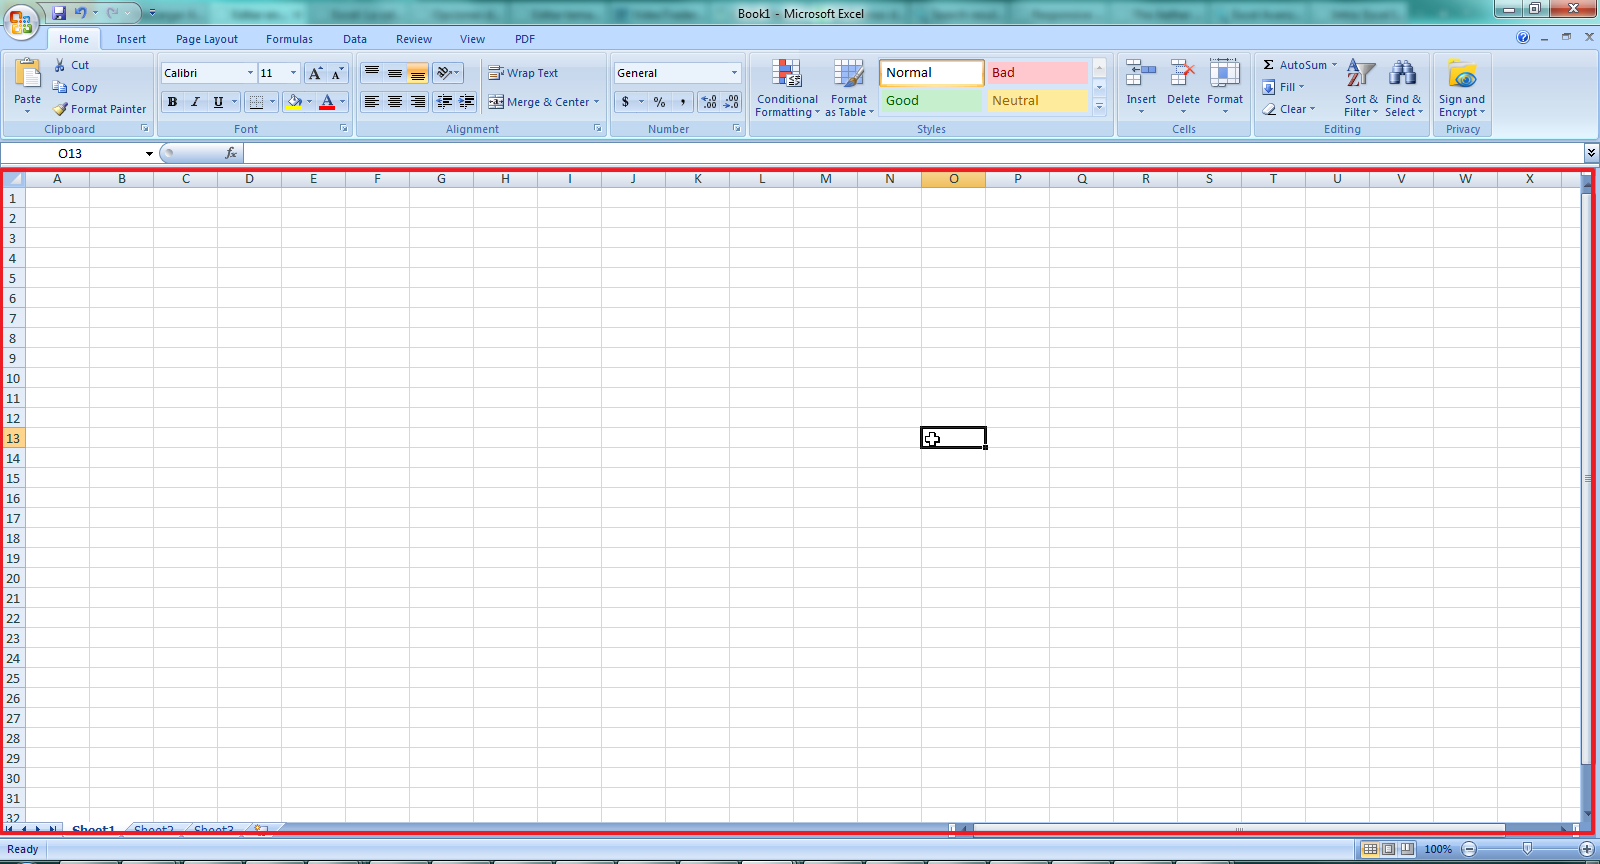 Book1 - Microsoft Excel
Home Insert Page Layout Formulas Data Review View PDF
Cut
Copy
Format Painter
Paste
Clipboard
Calibri 11 A A
B I U A
Font
Wrap Text
Merge & Center
Alignment
General
$ % , .00 .00
Number
Conditional Formatting
Format as Table
Normal Bad
Good Neutral
Styles
Insert Delete Format
Cells
Σ AutoSum
Fill
Clear
Sort & Filter
Find & Select
Editing
Sign and Encrypt
Privacy
O13 fx
A B C D E F G H I J K L M N O P Q R S T U V W X
1
2
3
4
5
6
7
8
9
10
11
12
13
14
15
16
17
18
19
20
21
22
23
24
25
26
27
28
29
30
31
32
Sheet1 Sheet2 Sheet3
Ready 100%